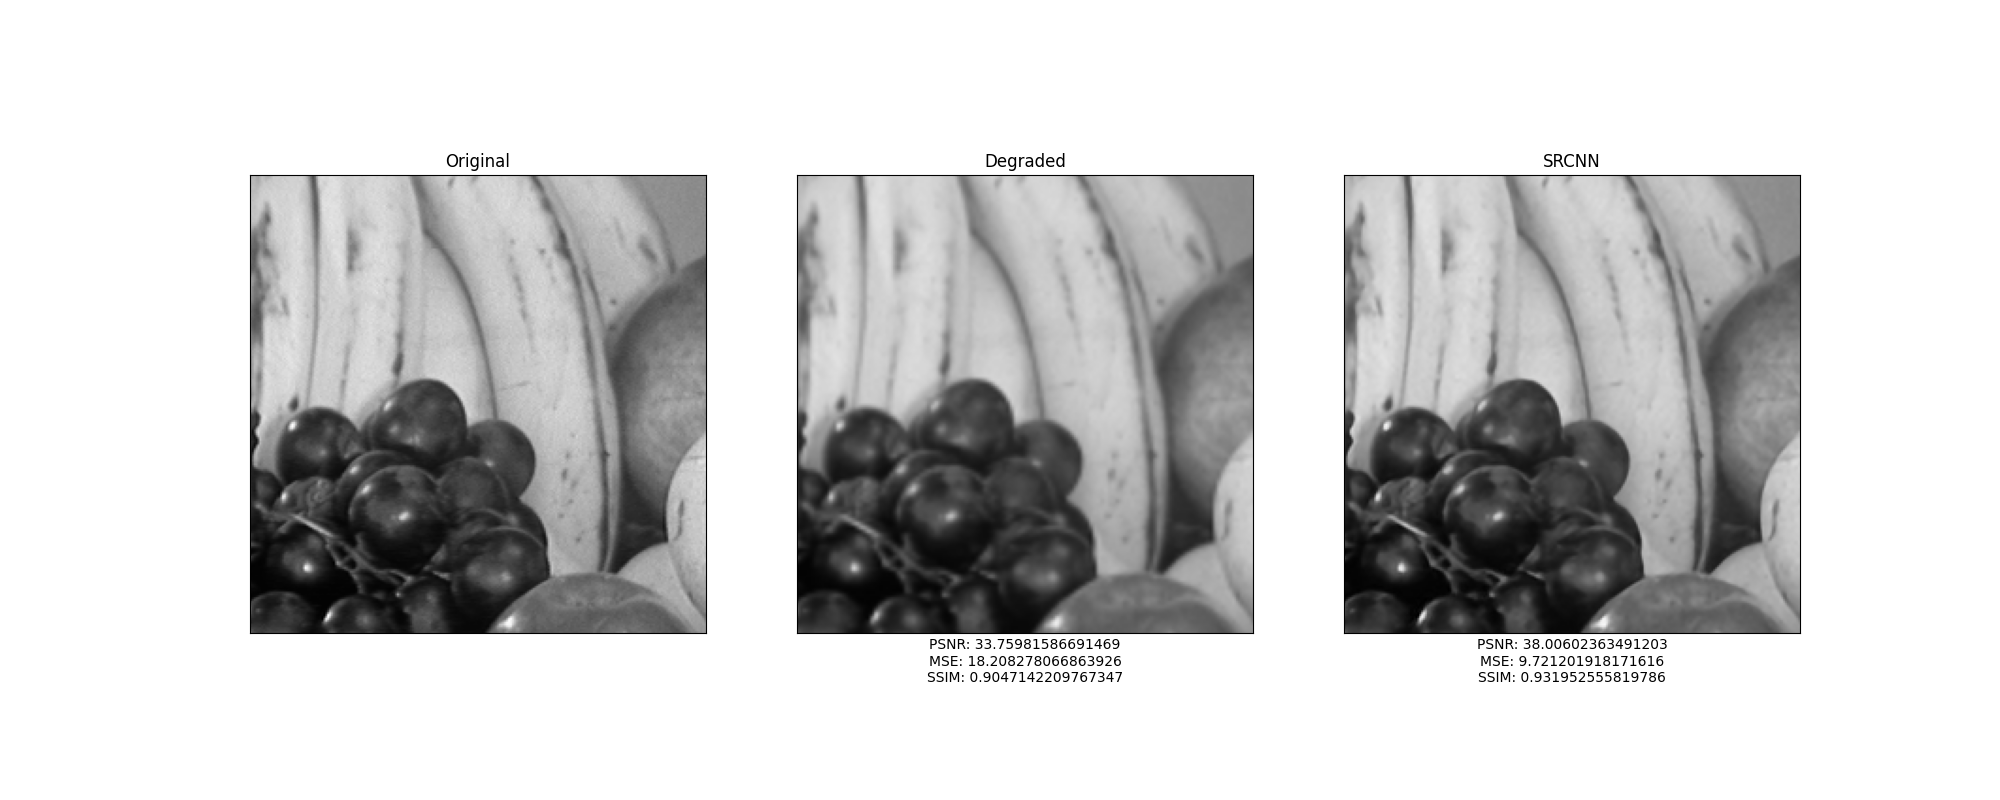 Original
Degraded
SRCNN
PSNR: 33.75981586691469
MSE: 18.208278066863926
SSIM: 0.9047142209767347
PSNR: 38.00602363491203
MSE: 9.721201918171616
SSIM: 0.931952555819786